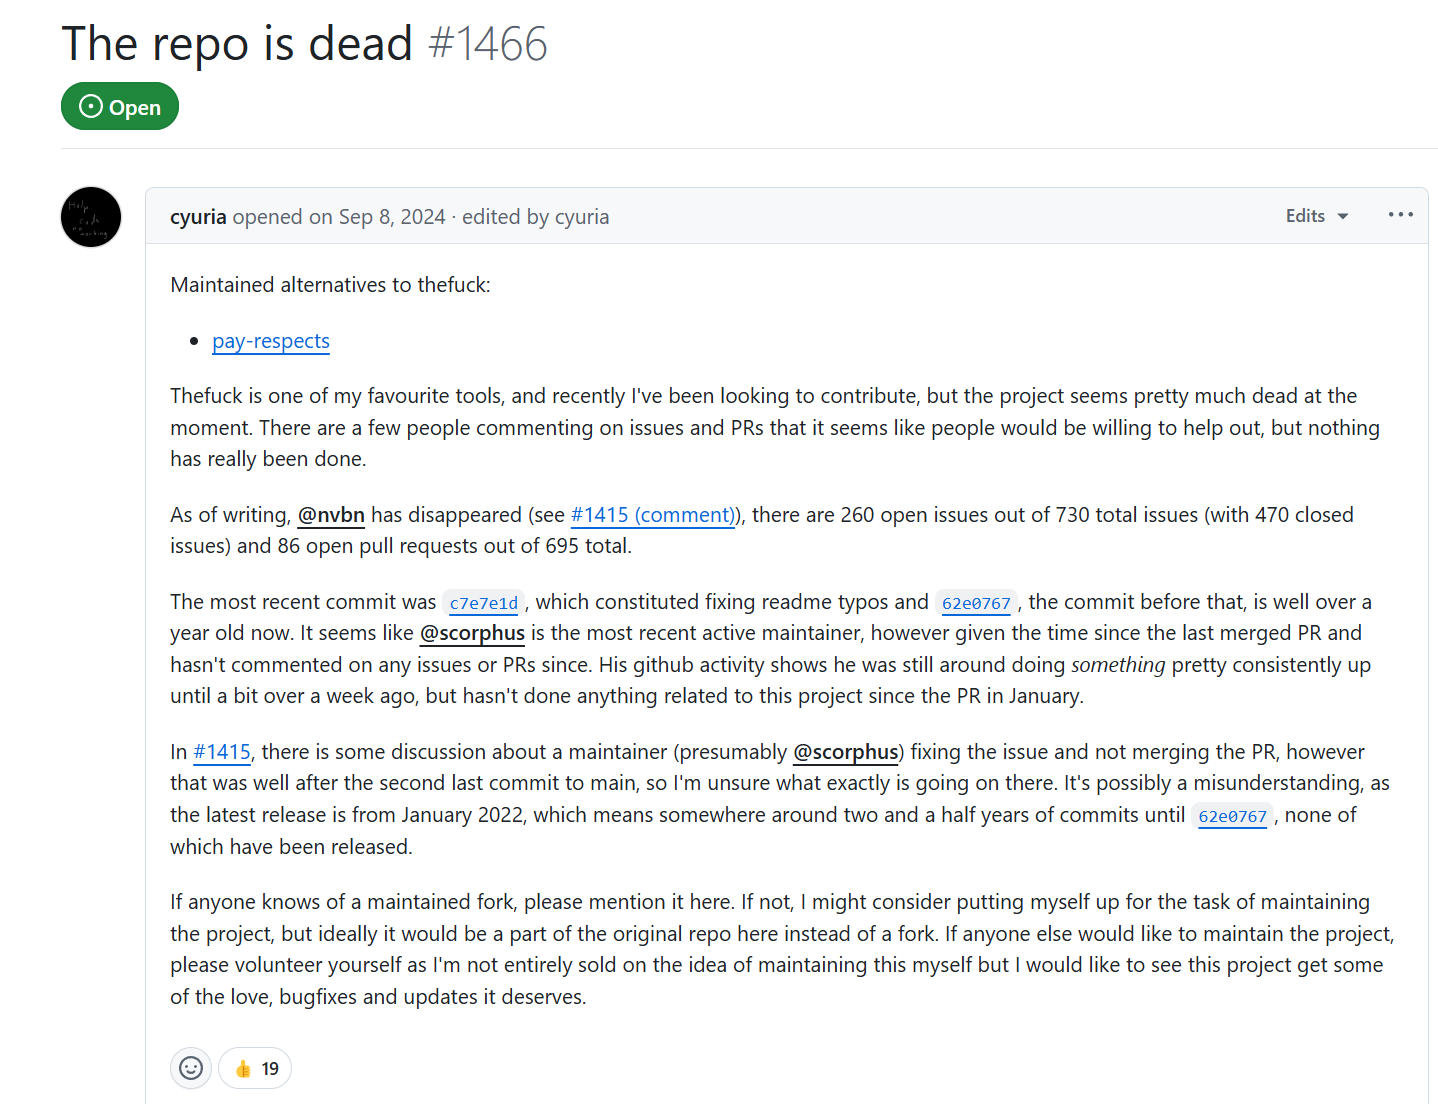 The repo is dead #1466
Open
Help
code
no
working
cyuria opened on Sep 8, 2024 · edited by cyuria
Edits
Maintained alternatives to thefuck:
pay-respects
Thefuck is one of my favourite tools, and recently I've been looking to contribute, but the project seems pretty much dead at the
moment. There are a few people commenting on issues and PRs that it seems like people would be willing to help out, but nothing
has really been done.
As of writing, @nvbn has disappeared (see #1415 (comment)), there are 260 open issues out of 730 total issues (with 470 closed
issues) and 86 open pull requests out of 695 total.
The most recent commit was c7e7e1d , which constituted fixing readme typos and 62e0767 , the commit before that, is well over a
year old now. It seems like @scorphus is the most recent active maintainer, however given the time since the last merged PR and
hasn't commented on any issues or PRs since. His github activity shows he was still around doing something pretty consistently up
until a bit over a week ago, but hasn't done anything related to this project since the PR in January.
In #1415, there is some discussion about a maintainer (presumably @scorphus) fixing the issue and not merging the PR, however
that was well after the second last commit to main, so I'm unsure what exactly is going on there. It's possibly a misunderstanding, as
the latest release is from January 2022, which means somewhere around two and a half years of commits until 62e0767 , none of
which have been released.
If anyone knows of a maintained fork, please mention it here. If not, I might consider putting myself up for the task of maintaining
the project, but ideally it would be a part of the original repo here instead of a fork. If anyone else would like to maintain the project,
please volunteer yourself as I'm not entirely sold on the idea of maintaining this myself but I would like to see this project get some
of the love, bugfixes and updates it deserves.
19